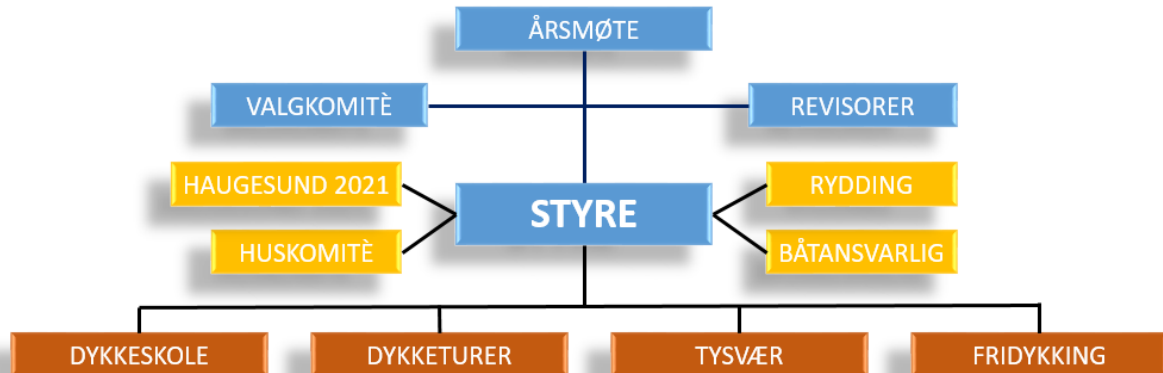 ÅRSMØTE
VALGKOMITÈ
REVISORER
HAUGESUND 2021
RYDDING
STYRE
HUSKOMITÈ
BÅTANSVARLIG
DYKKESKOLE
DYKKETURER
TYSVÆR
FRIDYKKING